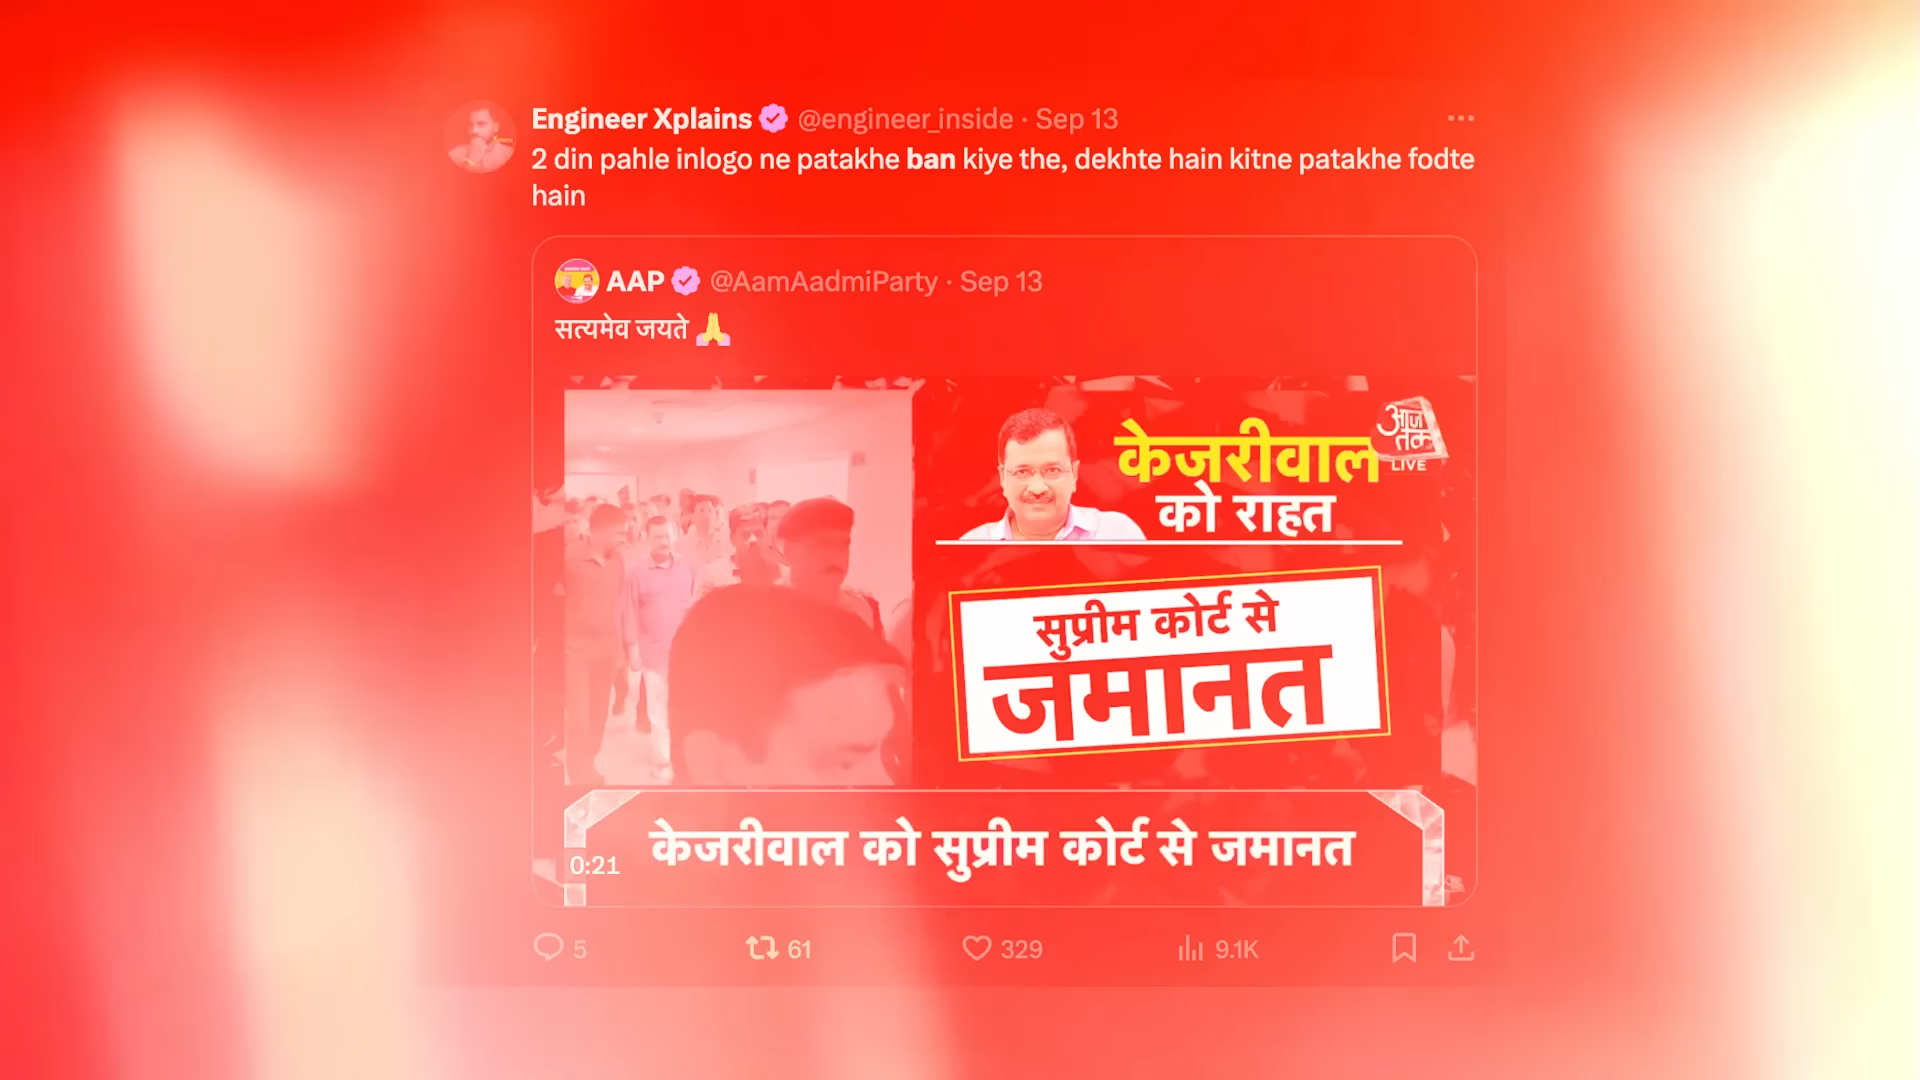 Engineer Xplains @engineer_inside · Sep 13
2 din pahle inlogo ne patakhe ban kiye the, dekhte hain kitne patakhe fodte
hain
AAP @AamAadmiParty · Sep 13
सत्यमेव जयते 🙏
केजरीवाल
को राहत
आज
तक
LIVE
सुप्रीम कोर्ट से
जमानत
केजरीवाल को सुप्रीम कोर्ट से जमानत
0:21
5 61 329 9.1K